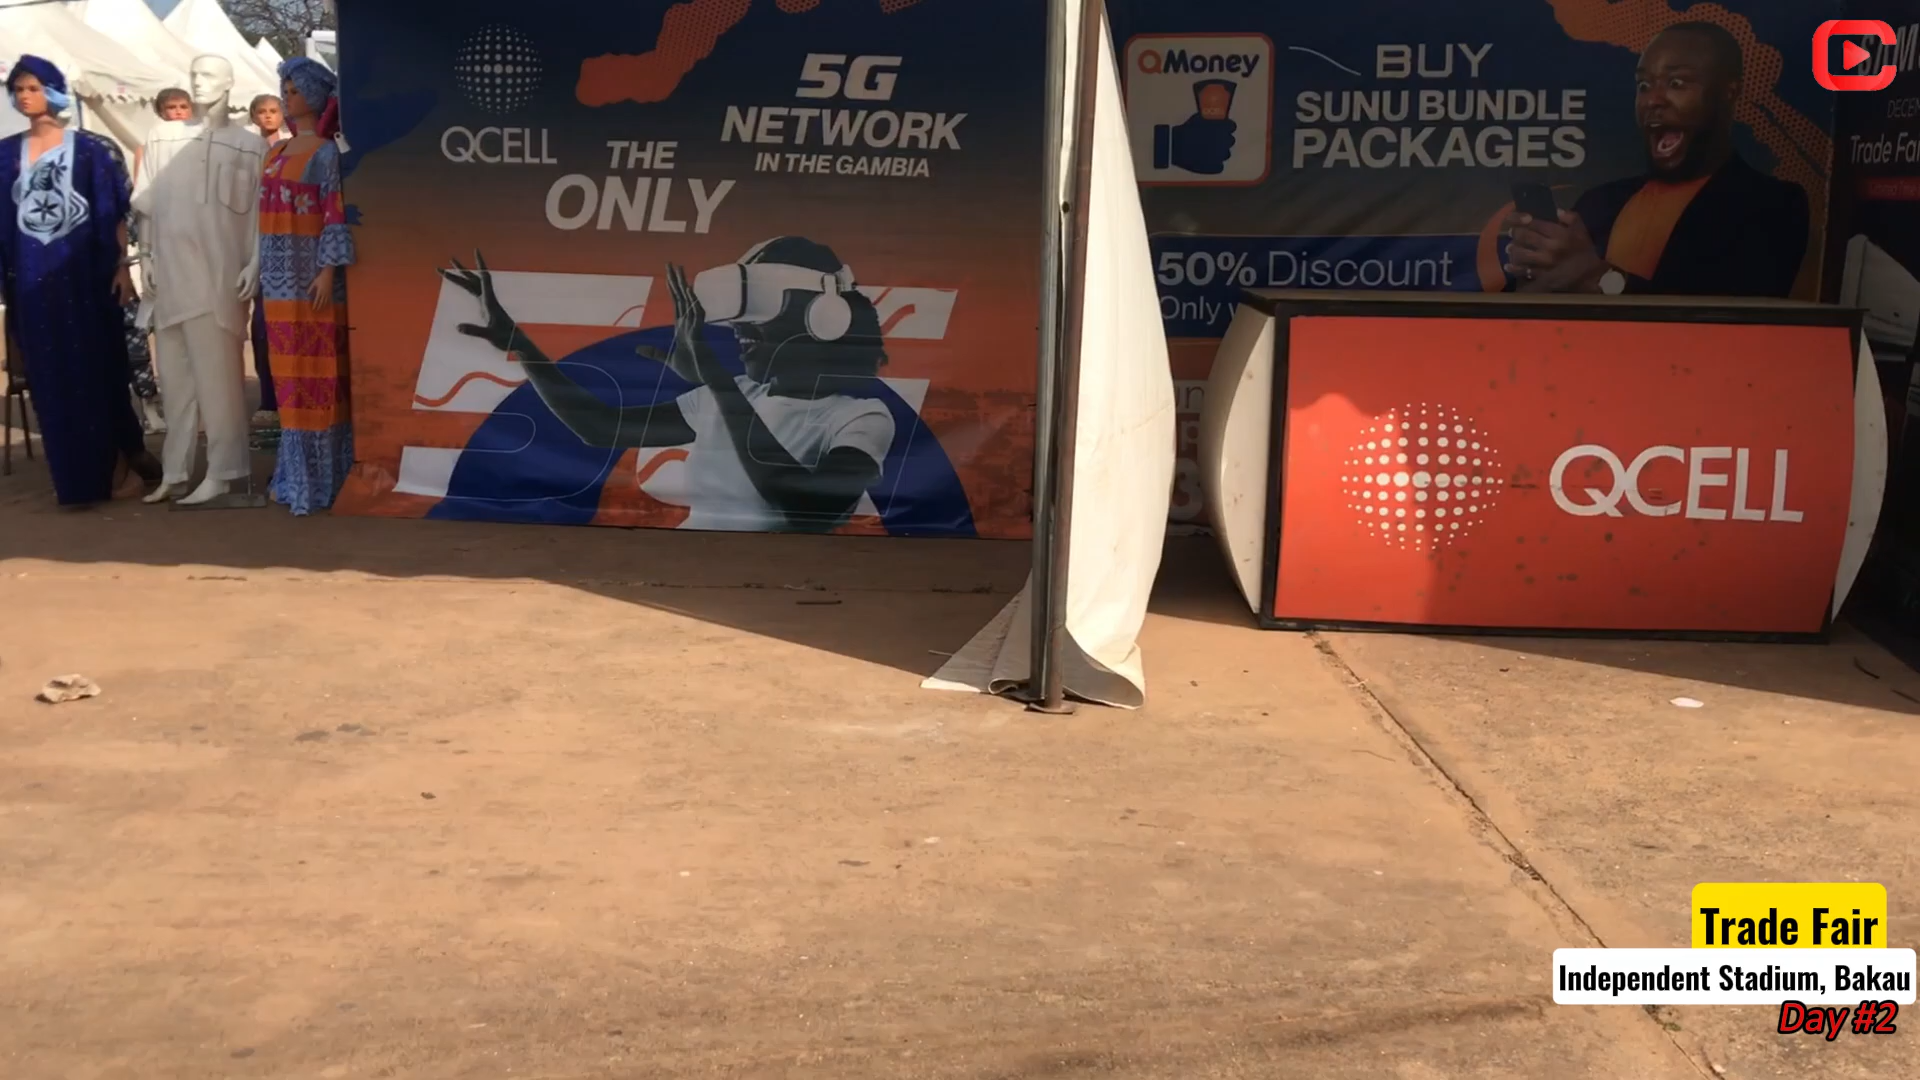 QCELL
THE
ONLY
5G
NETWORK
IN THE GAMBIA
QMoney
BUY
SUNU BUNDLE
PACKAGES
50% Discount
Only
QCELL
Trade
Trade Fair
Independent Stadium, Bakau
Day #2